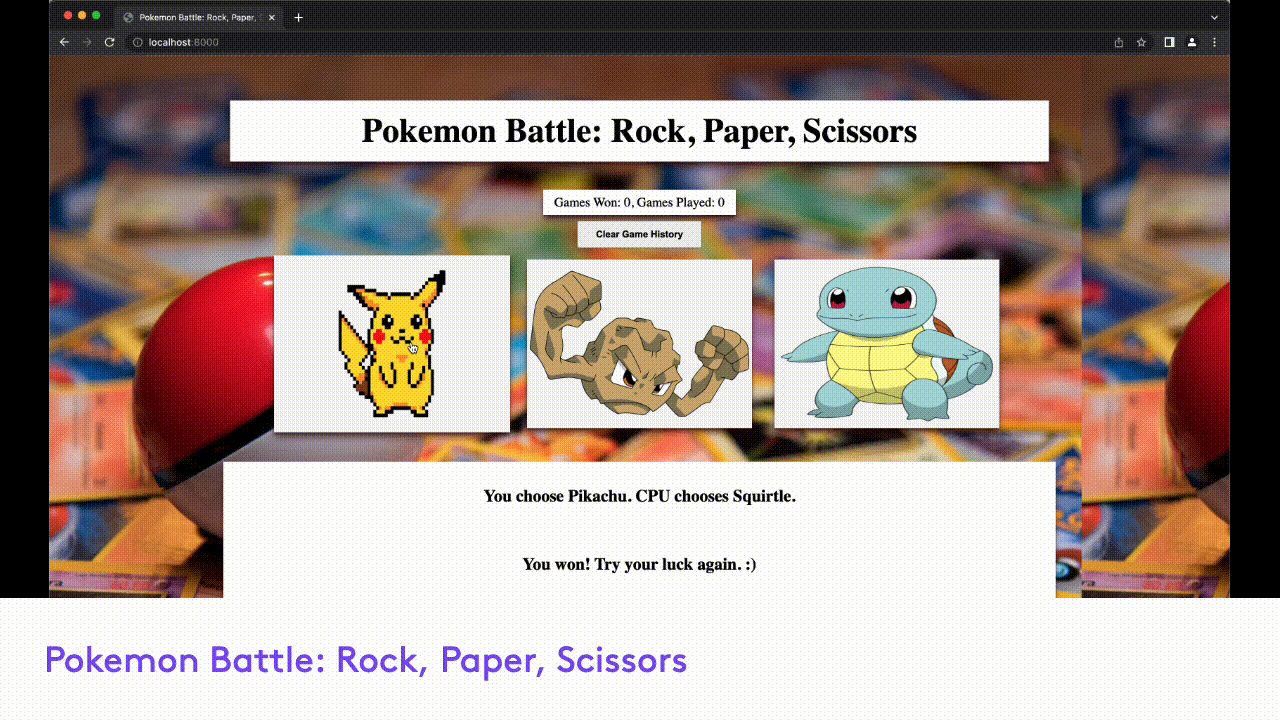 Pokemon Battle: Rock, Paper,
localhost:8000
Pokemon Battle: Rock, Paper, Scissors
Games Won: 0, Games Played: 0
Clear Game History
You choose Pikachu. CPU chooses Squirtle.
You won! Try your luck again. :)
Pokemon Battle: Rock, Paper, Scissors